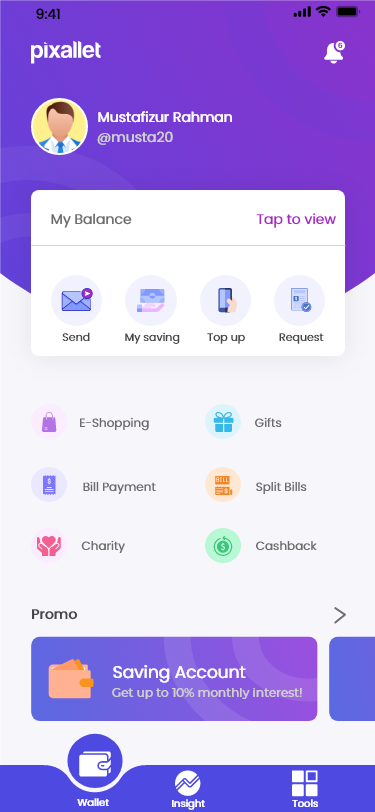 9:41
pixallet
6
Mustafizur Rahman
@musta20
My Balance
Tap to view
Send
My saving
Top up
Request
E-Shopping
Gifts
Bill Payment
BILL
Split Bills
Charity
Cashback
Promo
Saving Account
Get up to 10% monthly interest!
Wallet
Insight
Tools